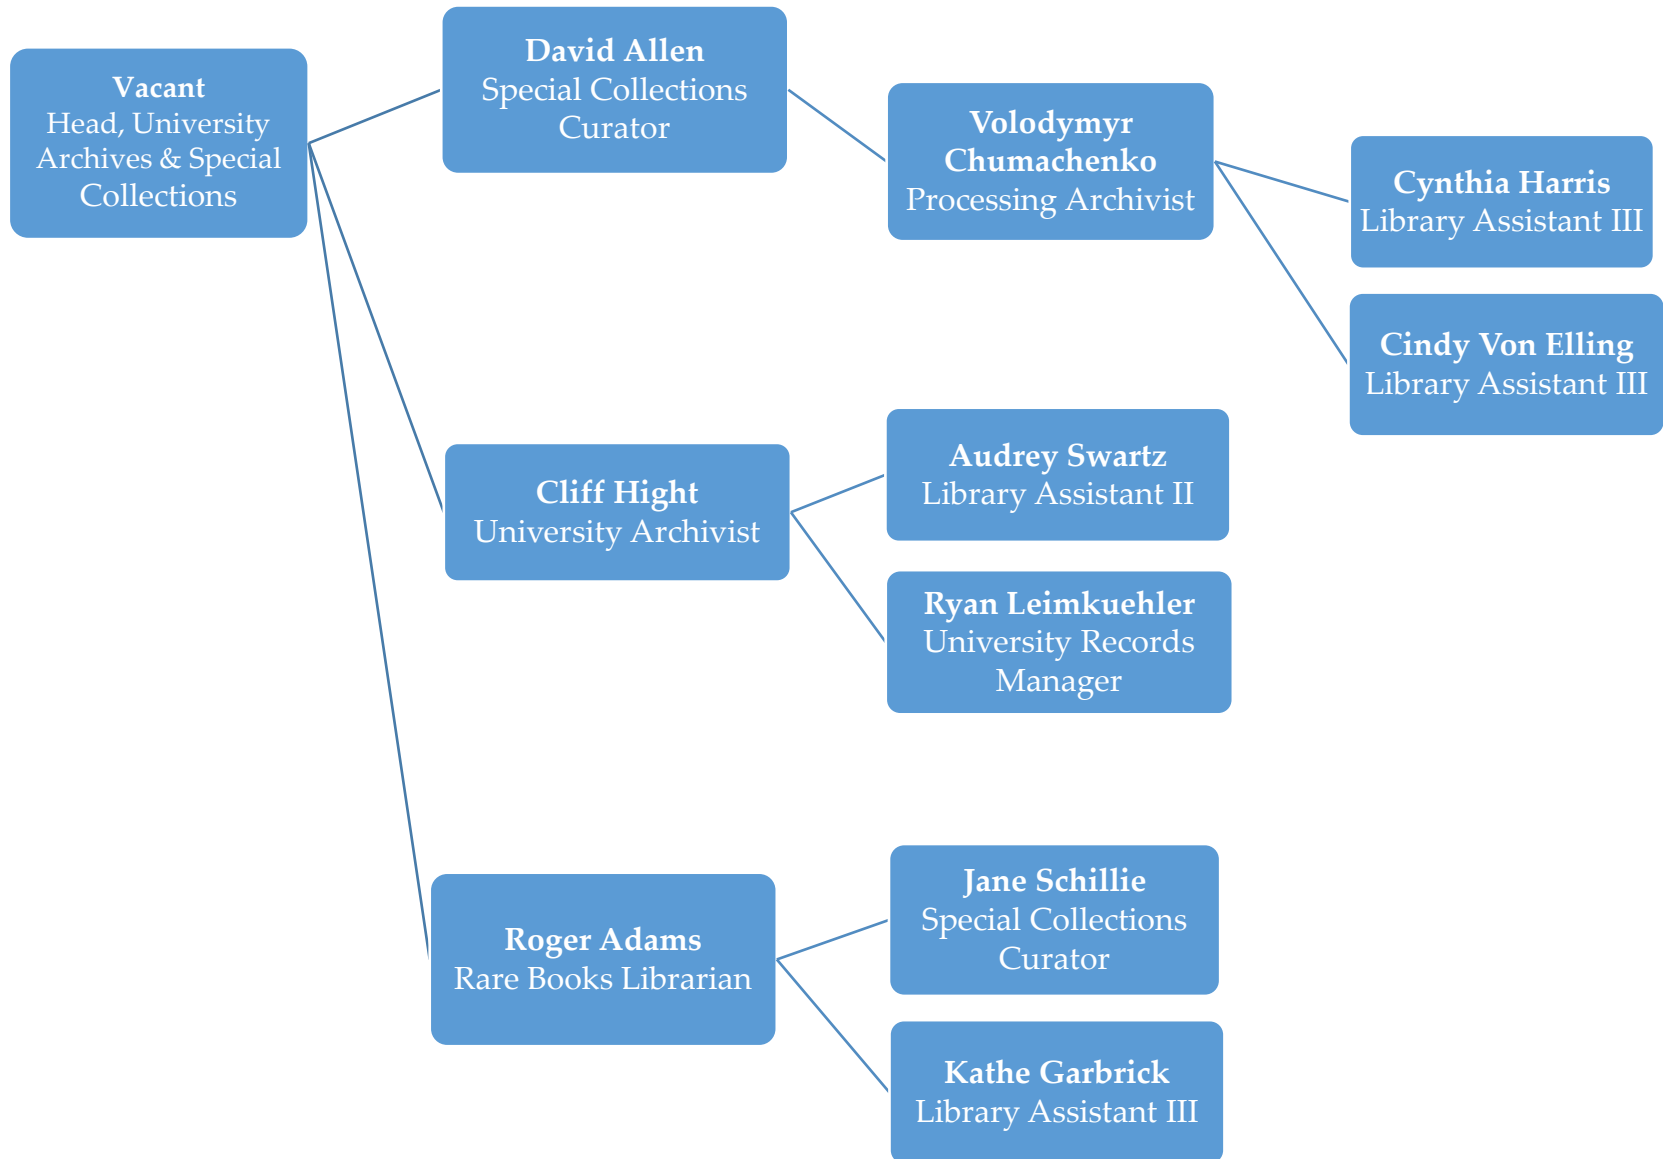 Vacant
Head, University
Archives & Special
Collections
David Allen
Special Collections
Curator
Volodymyr
Chumachenko
Processing Archivist
Cynthia Harris
Library Assistant III
Cindy Von Elling
Library Assistant III
Cliff Hight
University Archivist
Audrey Swartz
Library Assistant II
Ryan Leimkuehler
University Records
Manager
Roger Adams
Rare Books Librarian
Jane Schillie
Special Collections
Curator
Kathe Garbrick
Library Assistant III